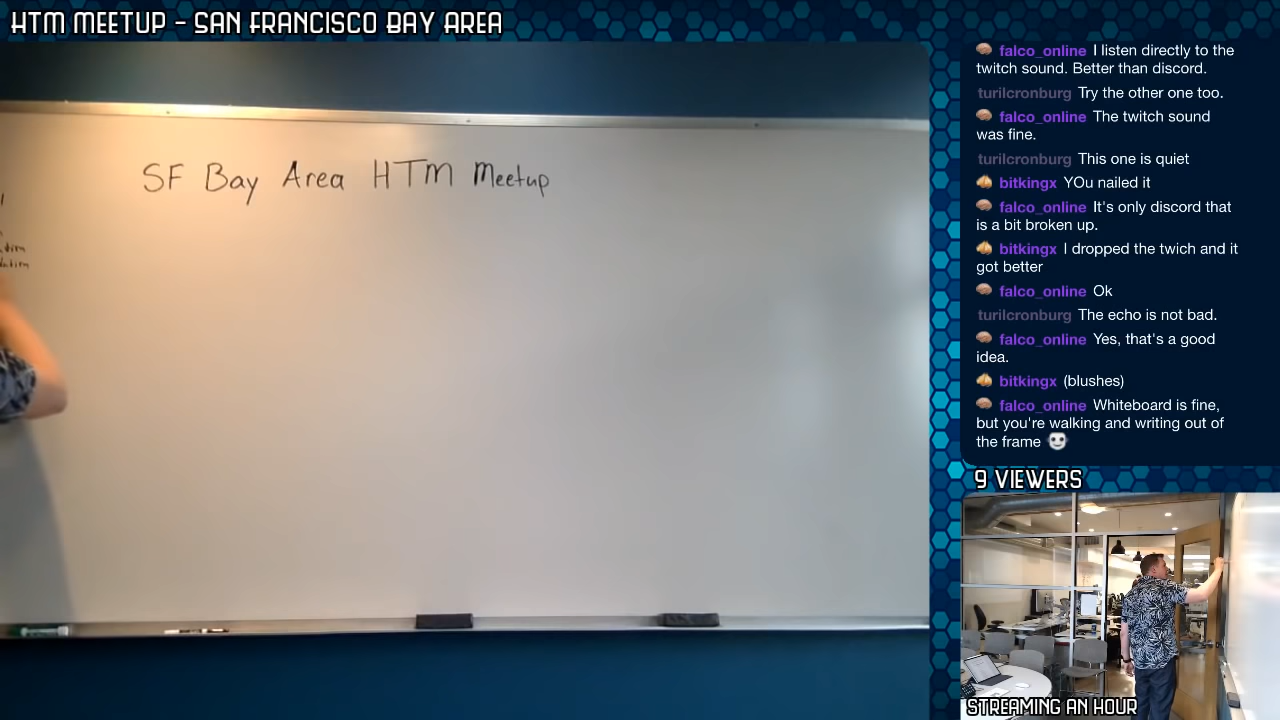 HTM MEETUP - SAN FRANCISCO BAY AREA
SF Bay Area HTM Meetup
falco_online I listen directly to the
twitch sound. Better than discord.
turilcronburg Try the other one too.
falco_online The twitch sound
was fine.
turilcronburg This one is quiet
bitkingx YOu nailed it
falco_online It's only discord that
is a bit broken up.
bitkingx I dropped the twich and it
got better
falco_online Ok
turilcronburg The echo is not bad.
falco_online Yes, that's a good
idea.
bitkingx (blushes)
falco_online Whiteboard is fine,
but you're walking and writing out of
the frame
9 VIEWERS
STREAMING AN HOUR